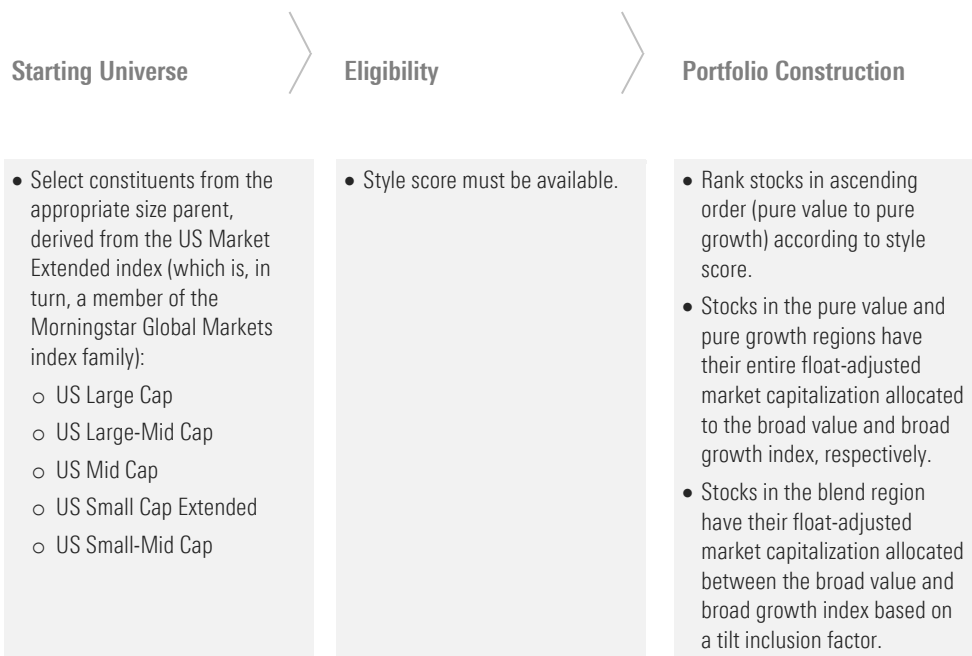 Starting Universe
Eligibility
Portfolio Construction
• Select constituents from the
appropriate size parent,
derived from the US Market
Extended index (which is, in
turn, a member of the
Morningstar Global Markets
index family):
o US Large Cap
o US Large-Mid Cap
o US Mid Cap
o US Small Cap Extended
o US Small-Mid Cap
• Style score must be available.
• Rank stocks in ascending
order (pure value to pure
growth) according to style
score.
• Stocks in the pure value and
pure growth regions have
their entire float-adjusted
market capitalization allocated
to the broad value and broad
growth index, respectively.
• Stocks in the blend region
have their float-adjusted
market capitalization allocated
between the broad value and
broad growth index based on
a tilt inclusion factor.